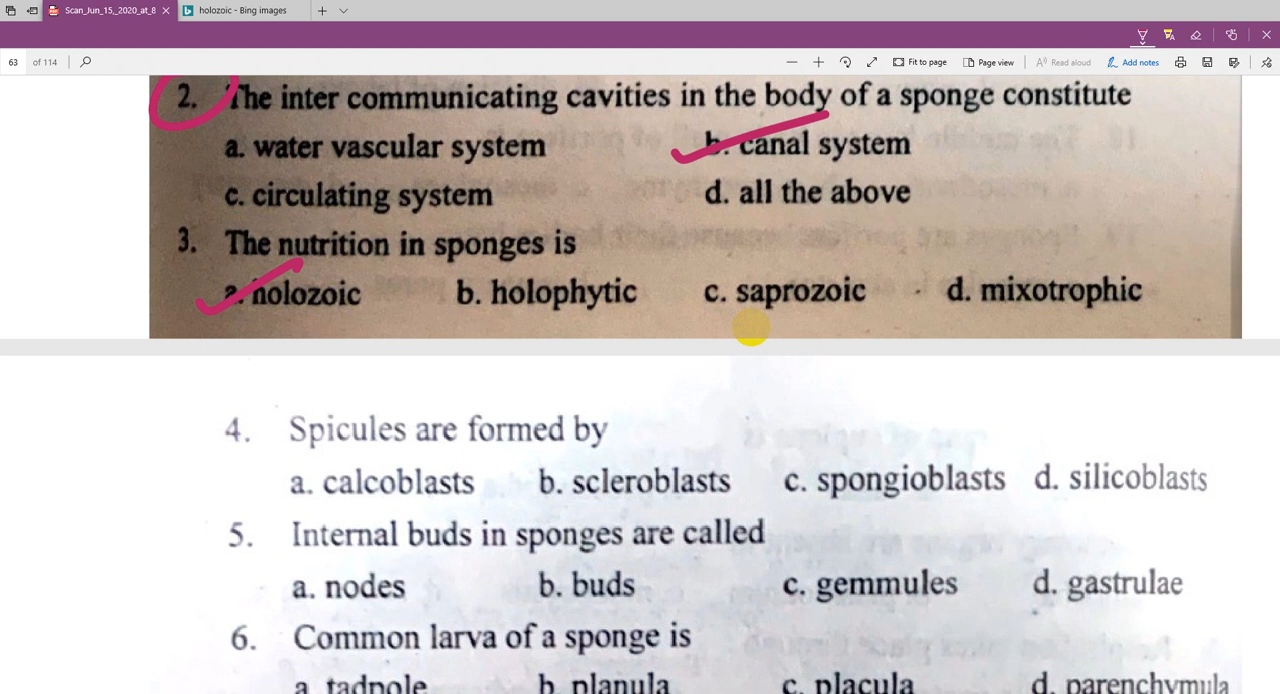 Scan_Jun_15,_2020_at_8
holozoic - Bing images
63 of 114
Fit to page
Page view
Read aloud
Add notes
2. The inter communicating cavities in the body of a sponge constitute
a. water vascular system b. canal system
c. circulating system d. all the above
3. The nutrition in sponges is
a. holozoic b. holophytic c. saprozoic d. mixotrophic
4. Spicules are formed by
a. calcoblasts b. scleroblasts c. spongioblasts d. silicoblasts
5. Internal buds in sponges are called
a. nodes b. buds c. gemmules d. gastrulae
6. Common larva of a sponge is
a. tadpole b. planula c. placula d. parenchymula